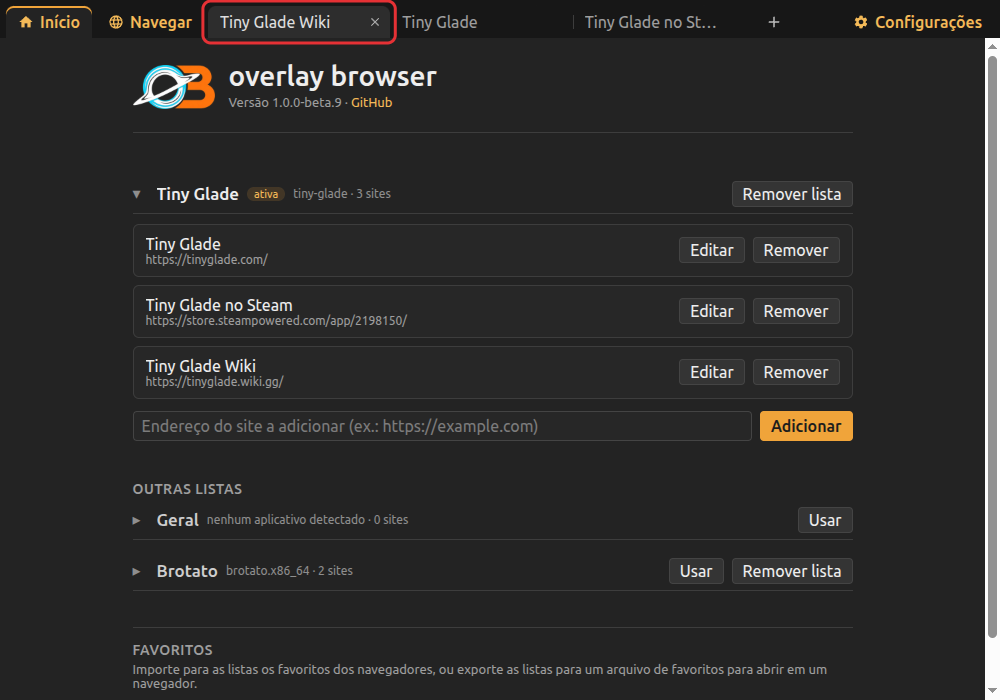 Início
Navegar
Tiny Glade Wiki
Tiny Glade
Tiny Glade no St…
Configurações
overlay browser
Versão 1.0.0-beta.9 · GitHub
Tiny Glade ativa tiny-glade · 3 sites
Remover lista
Tiny Glade
https://tinyglade.com/
Editar
Remover
Tiny Glade no Steam
https://store.steampowered.com/app/2198150/
Editar
Remover
Tiny Glade Wiki
https://tinyglade.wiki.gg/
Editar
Remover
Endereço do site a adicionar (ex.: https://example.com)
Adicionar
OUTRAS LISTAS
Geral nenhum aplicativo detectado · 0 sites
Usar
Brotato brotato.x86_64 · 2 sites
Usar
Remover lista
FAVORITOS
Importe para as listas os favoritos dos navegadores, ou exporte as listas para um arquivo de favoritos para abrir em um
navegador.